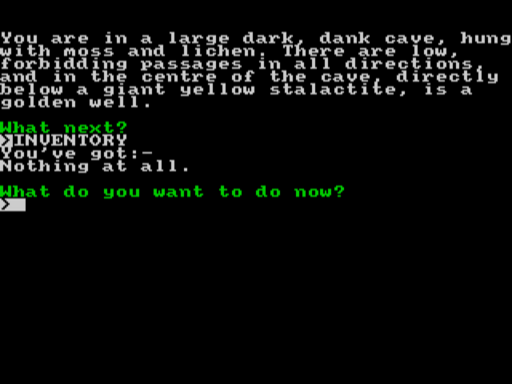 You are in a large dark, dank cave, hung
with moss and lichen. There are low,
forbidding passages in all directions,
and in the centre of the cave, directly
below a giant yellow stalactite, is a
golden well.
What next?
>INVENTORY
You've got:-
Nothing at all.
What do you want to do now?
>